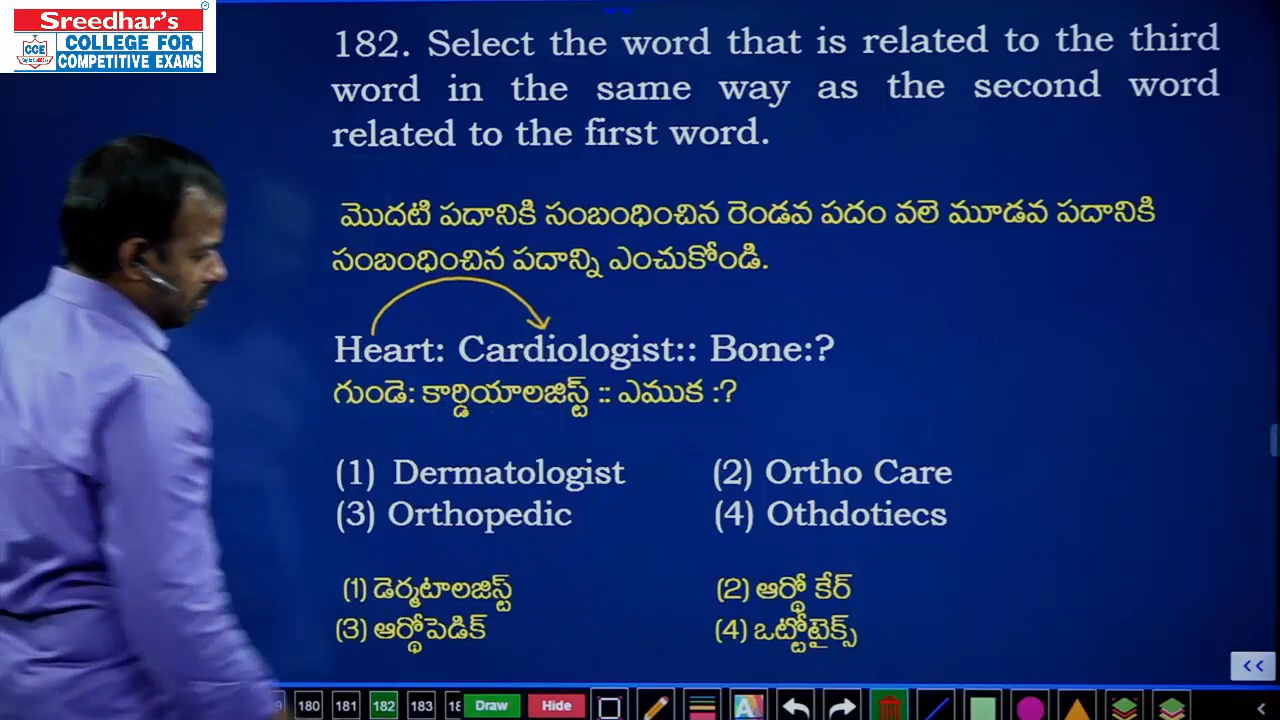 Sreedhar's
CCE
COLLEGE FOR
COMPETITIVE EXAMS
182. Select the word that is related to the third
word in the same way as the second word
related to the first word.
మొదటి పదానికి సంబంధించిన రెండవ పదం వలె మూడవ పదానికి
సంబంధించిన పదాన్ని ఎంచుకోండి.
Heart: Cardiologist:: Bone:?
గుండె: కార్డియాలజిస్ట్ :: ఎముక :?
(1) Dermatologist (2) Ortho Care
(3) Orthopedic (4) Othdotiecs
(1) డెర్మటాలజిస్ట్ (2) ఆర్థో కేర్
(3) ఆర్థోపెడిక్ (4) ఒట్టోటైక్స్
<<
180 181 182 183 18 Draw Hide A <